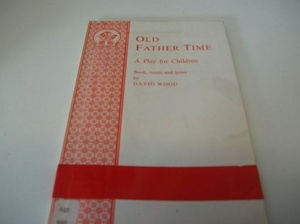 OLD
FATHER TIME
A Play for Children
Book, music and lyrics
by
DAVID WOOD